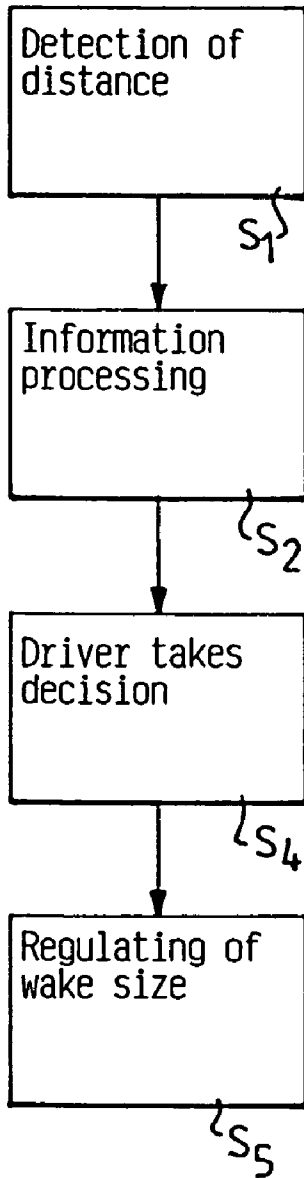 Detection of
distance
S1
Information
processing
S2
Driver takes
decision
S4
Regulating of
wake size
S5